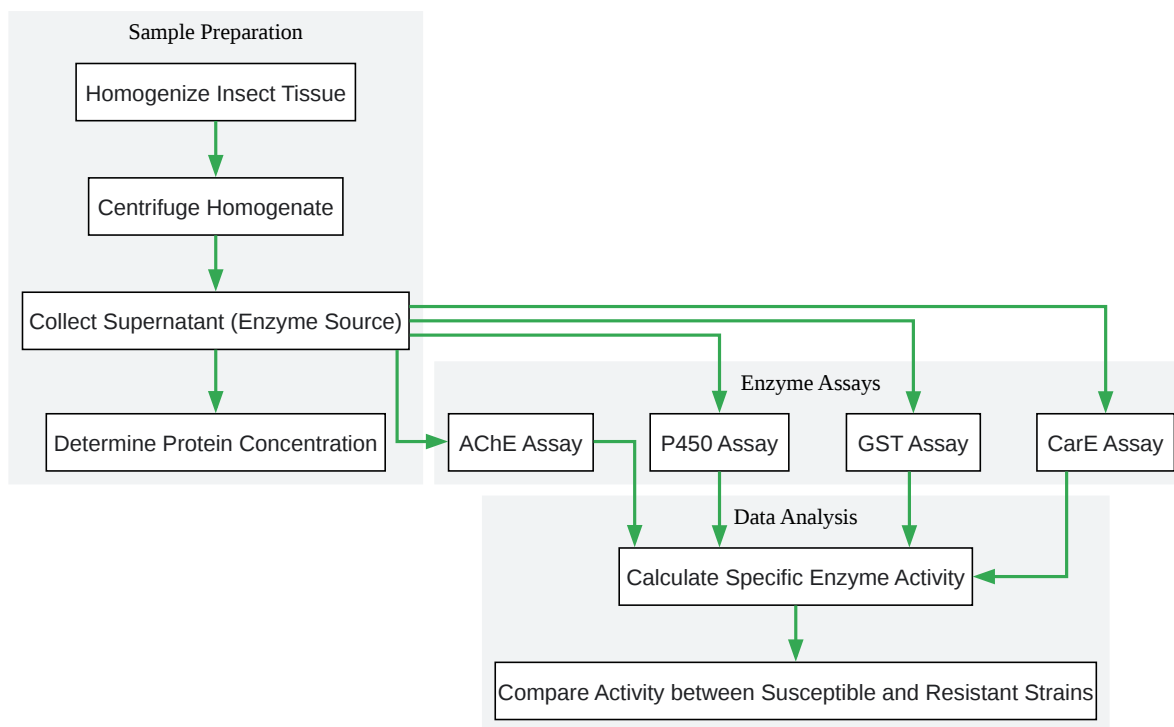 Sample Preparation
Homogenize Insect Tissue
Centrifuge Homogenate
Collect Supernatant (Enzyme Source)
Determine Protein Concentration
Enzyme Assays
AChE Assay
P450 Assay
GST Assay
CarE Assay
Data Analysis
Calculate Specific Enzyme Activity
Compare Activity between Susceptible and Resistant Strains